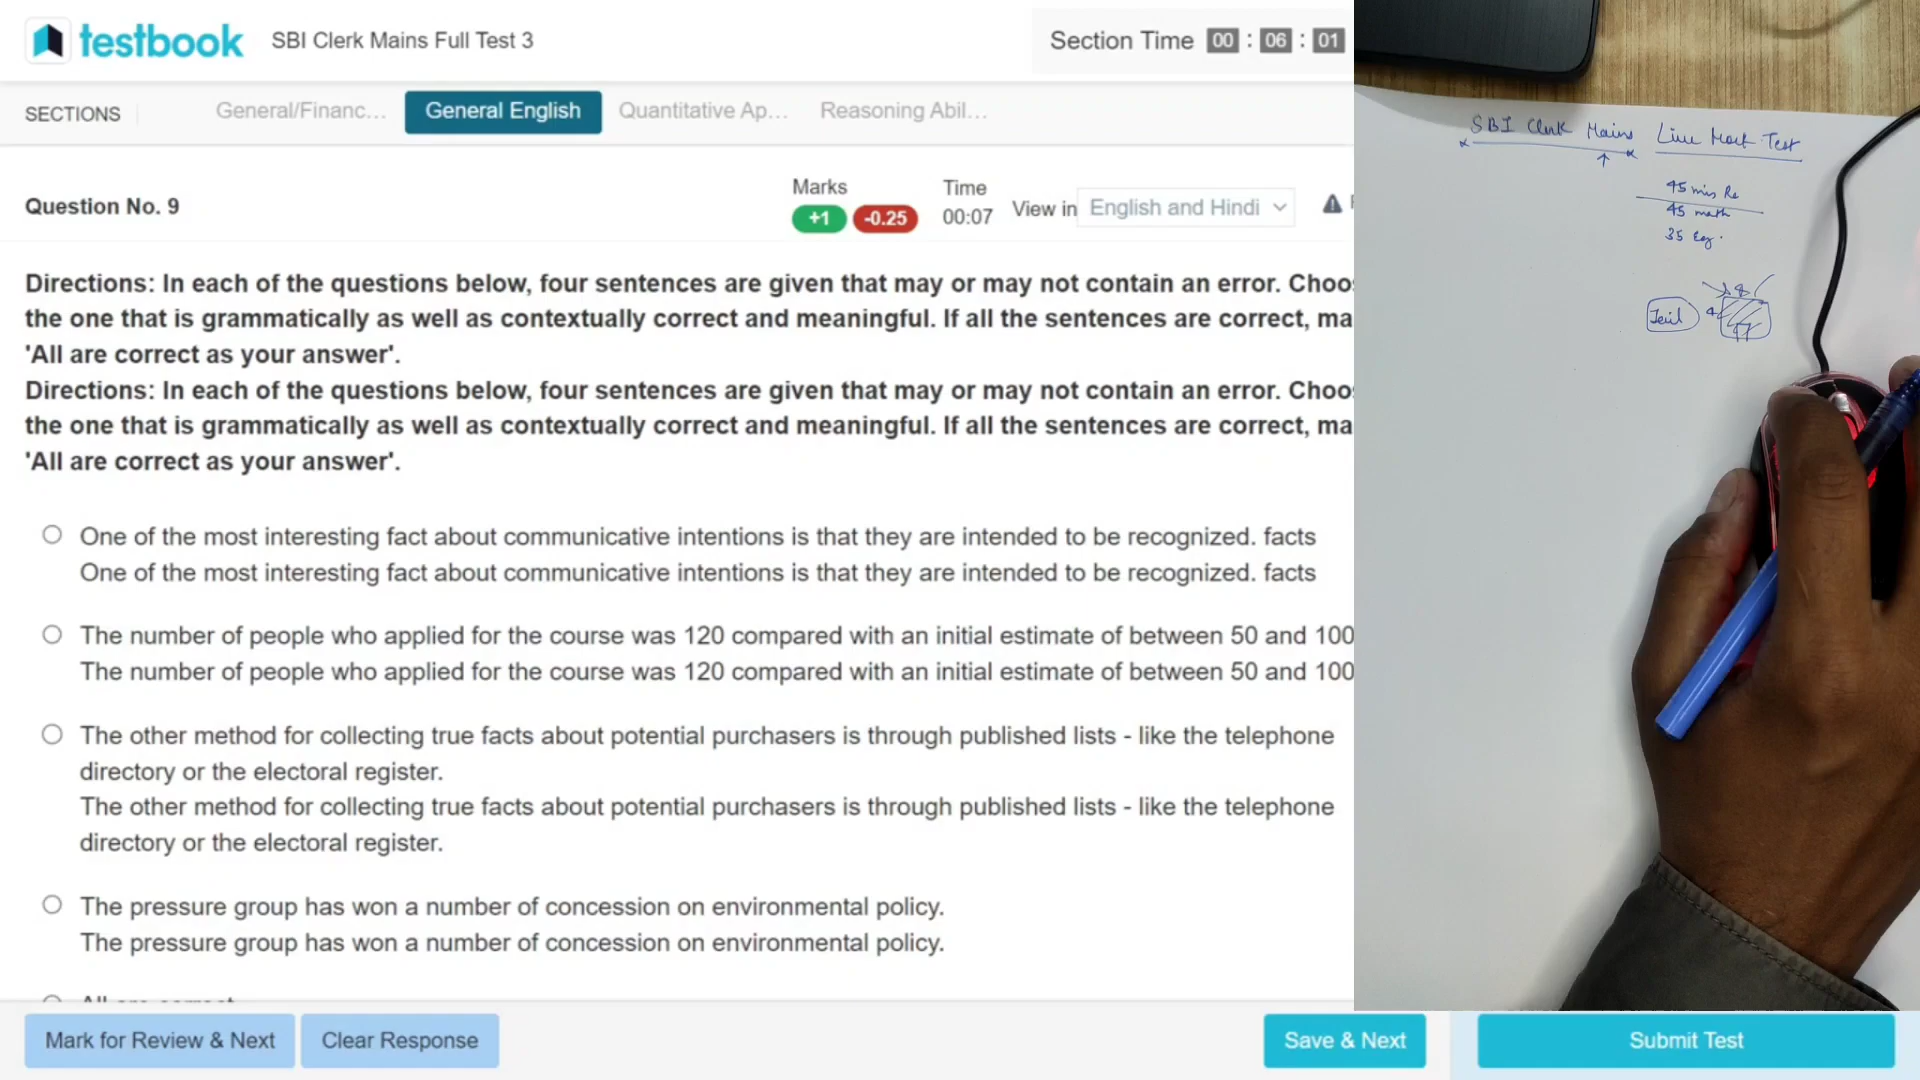 testbook
SBI Clerk Mains Full Test 3
Section Time 00 : 06 : 01
SECTIONS
General/Financ...
General English
Quantitative Ap...
Reasoning Abil...
Question No. 9
Marks
+1 -0.25
Time
00:07
View in English and Hindi
Directions: In each of the questions below, four sentences are given that may or may not contain an error. Choo
the one that is grammatically as well as contextually correct and meaningful. If all the sentences are correct, ma
'All are correct as your answer'.
Directions: In each of the questions below, four sentences are given that may or may not contain an error. Choo
the one that is grammatically as well as contextually correct and meaningful. If all the sentences are correct, ma
'All are correct as your answer'.
One of the most interesting fact about communicative intentions is that they are intended to be recognized. facts
One of the most interesting fact about communicative intentions is that they are intended to be recognized. facts
The number of people who applied for the course was 120 compared with an initial estimate of between 50 and 100
The number of people who applied for the course was 120 compared with an initial estimate of between 50 and 100
The other method for collecting true facts about potential purchasers is through published lists - like the telephone
directory or the electoral register.
The other method for collecting true facts about potential purchasers is through published lists - like the telephone
directory or the electoral register.
The pressure group has won a number of concession on environmental policy.
The pressure group has won a number of concession on environmental policy.
All are correct
Mark for Review & Next
Clear Response
Save & Next
Submit Test
SBI Clerk Mains Live Mock Test
45 min Re
45 math
35 Eng.